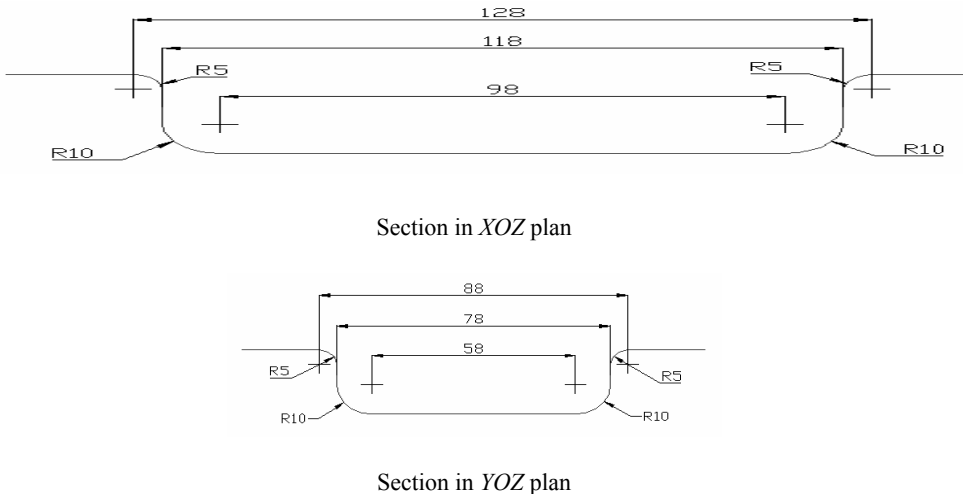 128
118
R5 R5
98
R10 R10
Section in XOZ plan
88
78
58
R5 R5
R10 R10
Section in YOZ plan